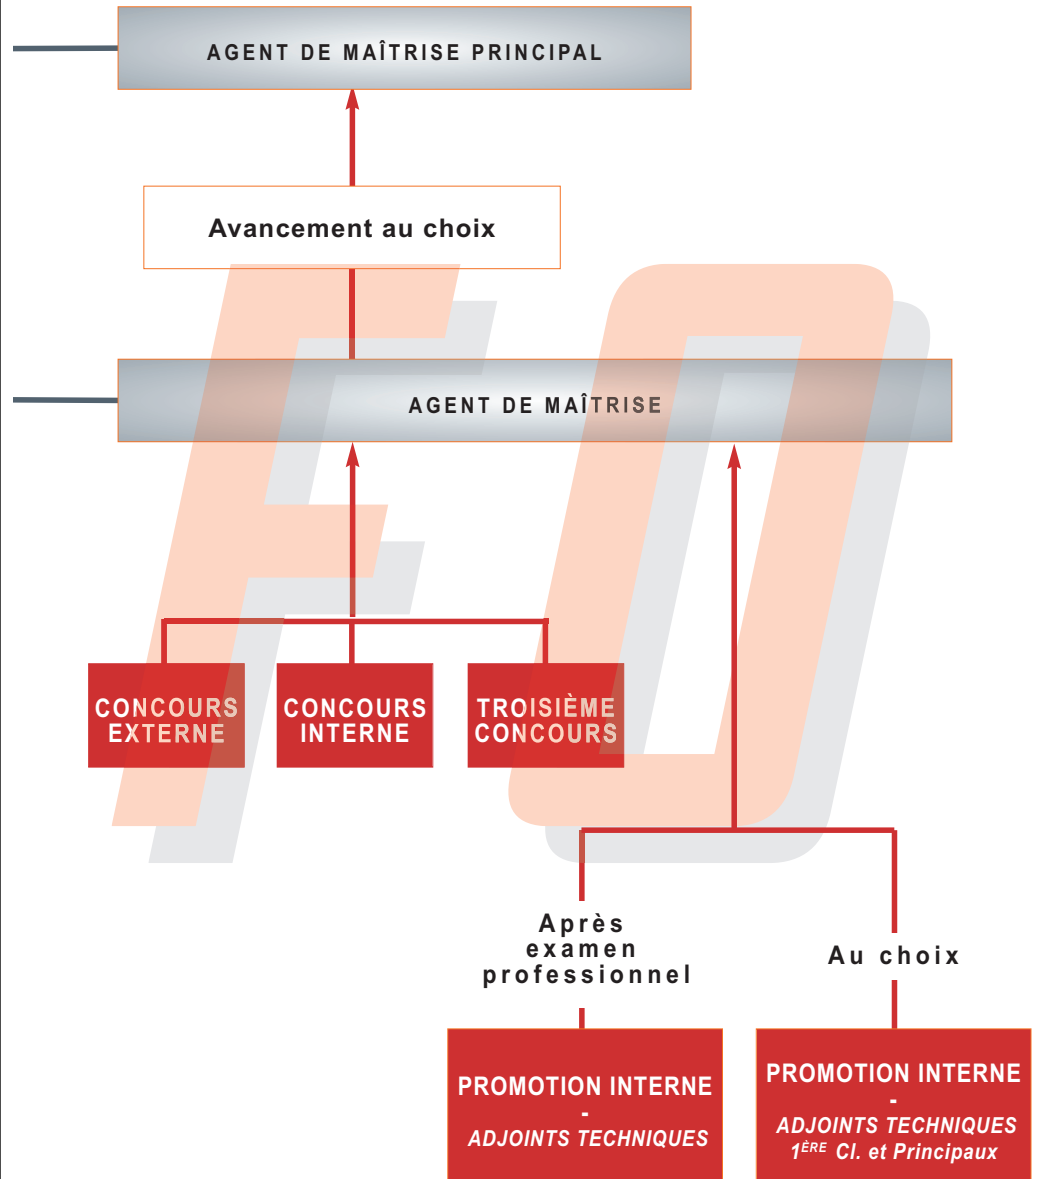 AGENT DE MAÎTRISE PRINCIPAL
Avancement au choix
AGENT DE MAÎTRISE
CONCOURS
EXTERNE
CONCOURS
INTERNE
TROISIÈME
CONCOURS
Après
examen
professionnel
Au choix
PROMOTION INTERNE
-
ADJOINTS TECHNIQUES
PROMOTION INTERNE
-
ADJOINTS TECHNIQUES
1ÈRE Cl. et Principaux
FO